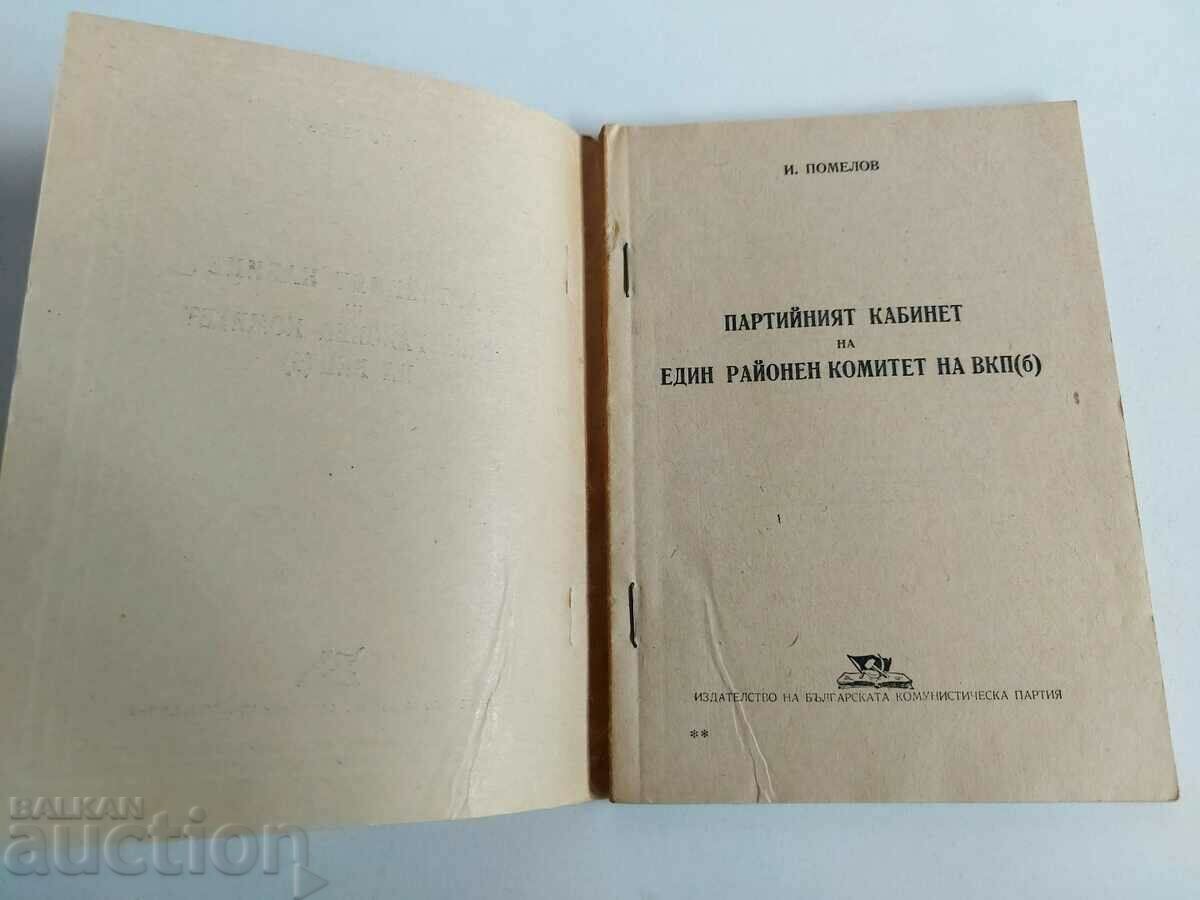 И. ПОМЕЛОВ
ПАРТИЙНИЯТ КАБИНЕТ
НА
ЕДИН РАЙОНЕН КОМИТЕТ НА ВКП(б)
ИЗДАТЕЛСТВО НА БЪЛГАРСКАТА КОМУНИСТИЧЕСКА ПАРТИЯ
**
BALKAN
auction